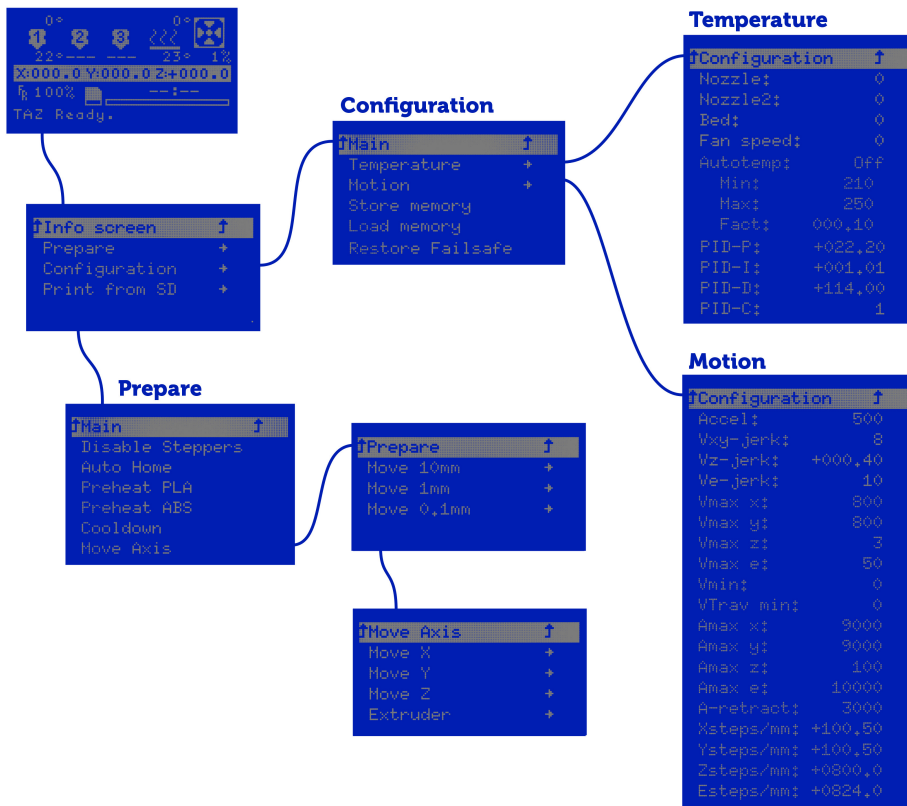 0° 0°
1 2 3
22° --- --- 23° 1%
X:000.0 Y:000.0 Z:+000.0
FR 100% --:--
TAZ Ready.
↑Info screen ↑
Prepare →
Configuration →
Print from SD →
Configuration
↑Main ↑
Temperature →
Motion →
Store memory
Load memory
Restore Failsafe
Temperature
↑Configuration ↑
Nozzle: 0
Nozzle2: 0
Bed: 0
Fan speed: 0
Autotemp: Off
Min: 210
Max: 250
Fact: 000.10
PID-P: +022.20
PID-I: +001.01
PID-D: +114.00
PID-C: 1
Prepare
↑Main ↑
Disable Steppers
Auto Home
Preheat PLA
Preheat ABS
Cooldown
Move Axis
↑Prepare ↑
Move 10mm →
Move 1mm →
Move 0.1mm →
↑Move Axis ↑
Move X →
Move Y →
Move Z →
Extruder →
Motion
↑Configuration ↑
Accel: 500
Vxy-jerk: 8
Vz-jerk: +000.40
Ve-jerk: 10
Vmax x: 800
Vmax y: 800
Vmax z: 3
Vmax e: 50
Vmin: 0
VTrav min: 0
Amax x: 9000
Amax y: 9000
Amax z: 100
Amax e: 10000
A-retract: 3000
Xsteps/mm: +100.50
Ysteps/mm: +100.50
Zsteps/mm: +0800.0
Esteps/mm: +0824.0